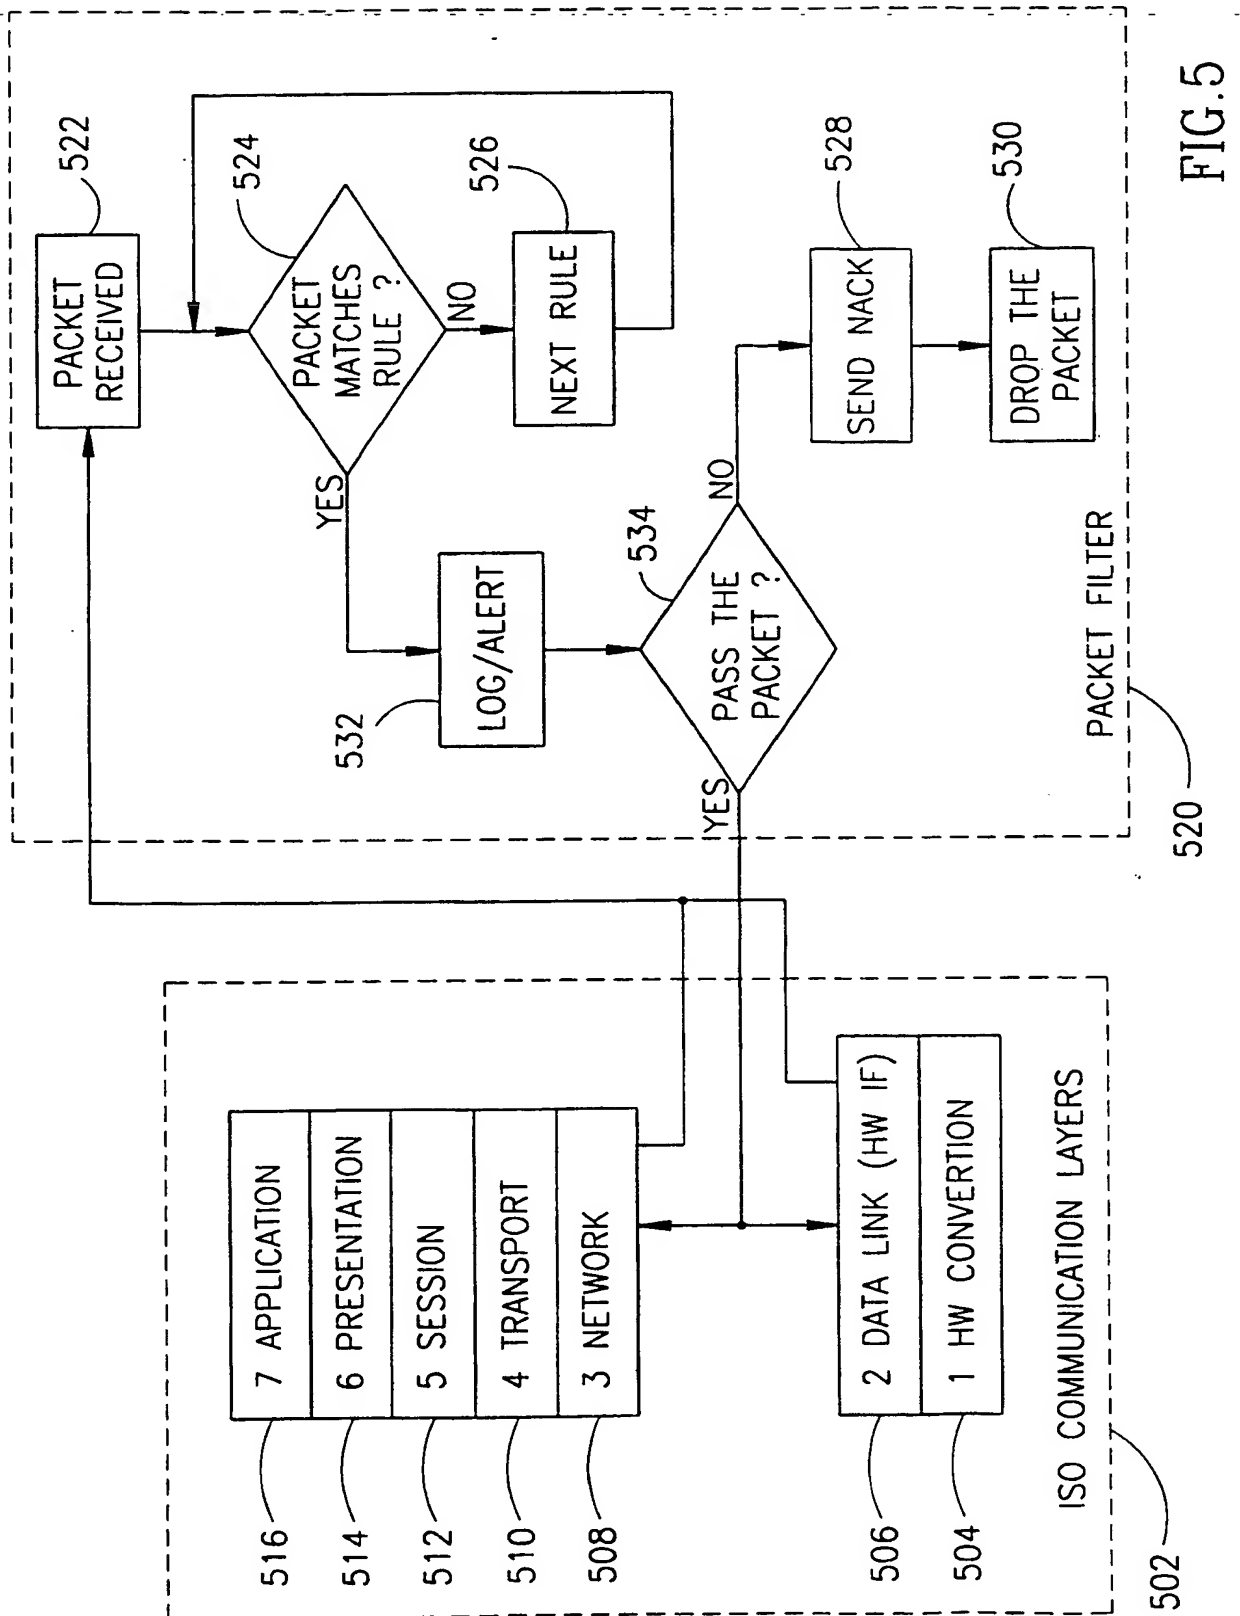 516
7 APPLICATION
514
6 PRESENTATION
512
5 SESSION
510
4 TRANSPORT
508
3 NETWORK
506
2 DATA LINK (HW IF)
504
1 HW CONVERTION
ISO COMMUNICATION LAYERS
502
PACKET
RECEIVED
522
PACKET
MATCHES
RULE ?
524
YES
NO
NEXT RULE
526
LOG/ALERT
532
PASS THE
PACKET ?
534
YES
NO
SEND NACK
528
DROP THE
PACKET
530
PACKET FILTER
520
FIG.5